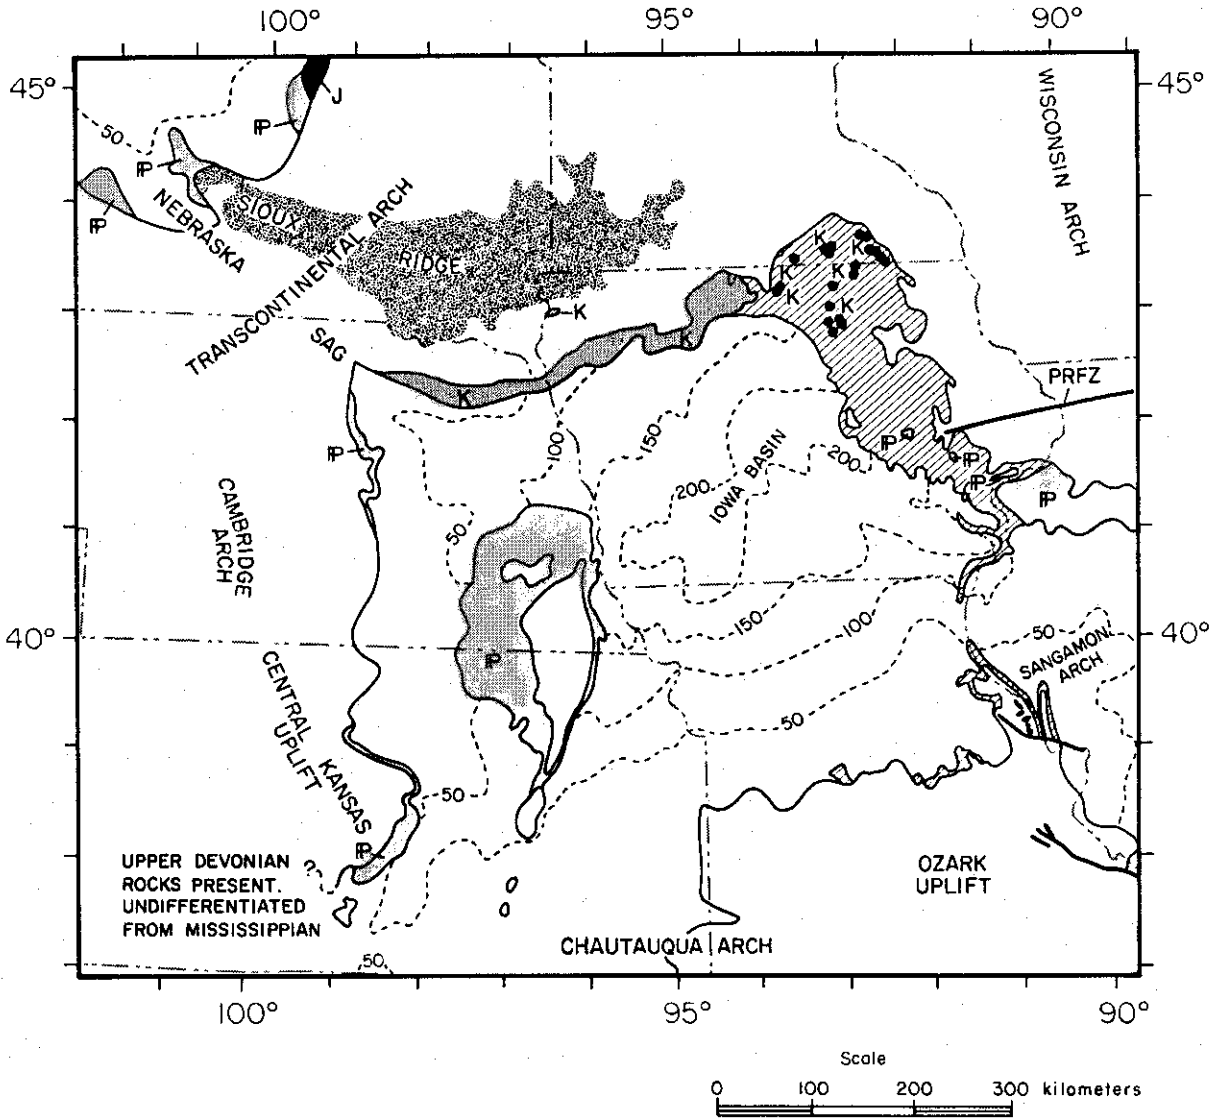 100°
95°
90°
45°
45°
J
IP
50
IP
NEBRASKA
SAG
IP
SIOUX
RIDGE
TRANSCONTINENTAL ARCH
WISCONSIN ARCH
K
K
K
K
K
K
K
K
K
PRFZ
IP
IP
IP
IP
IP
100
150
200
200
IOWA BASIN
50
CAMBRIDGE
ARCH
40°
40°
IP
150
100
50
50
SANGAMON
ARCH
CENTRAL KANSAS
UPLIFT
50
IP
?
UPPER DEVONIAN
ROCKS PRESENT.
UNDIFFERENTIATED
FROM MISSISSIPPIAN
OZARK
UPLIFT
CHAUTAUQUA ARCH
50
100°
95°
90°
Scale
0 100 200 300 kilometers